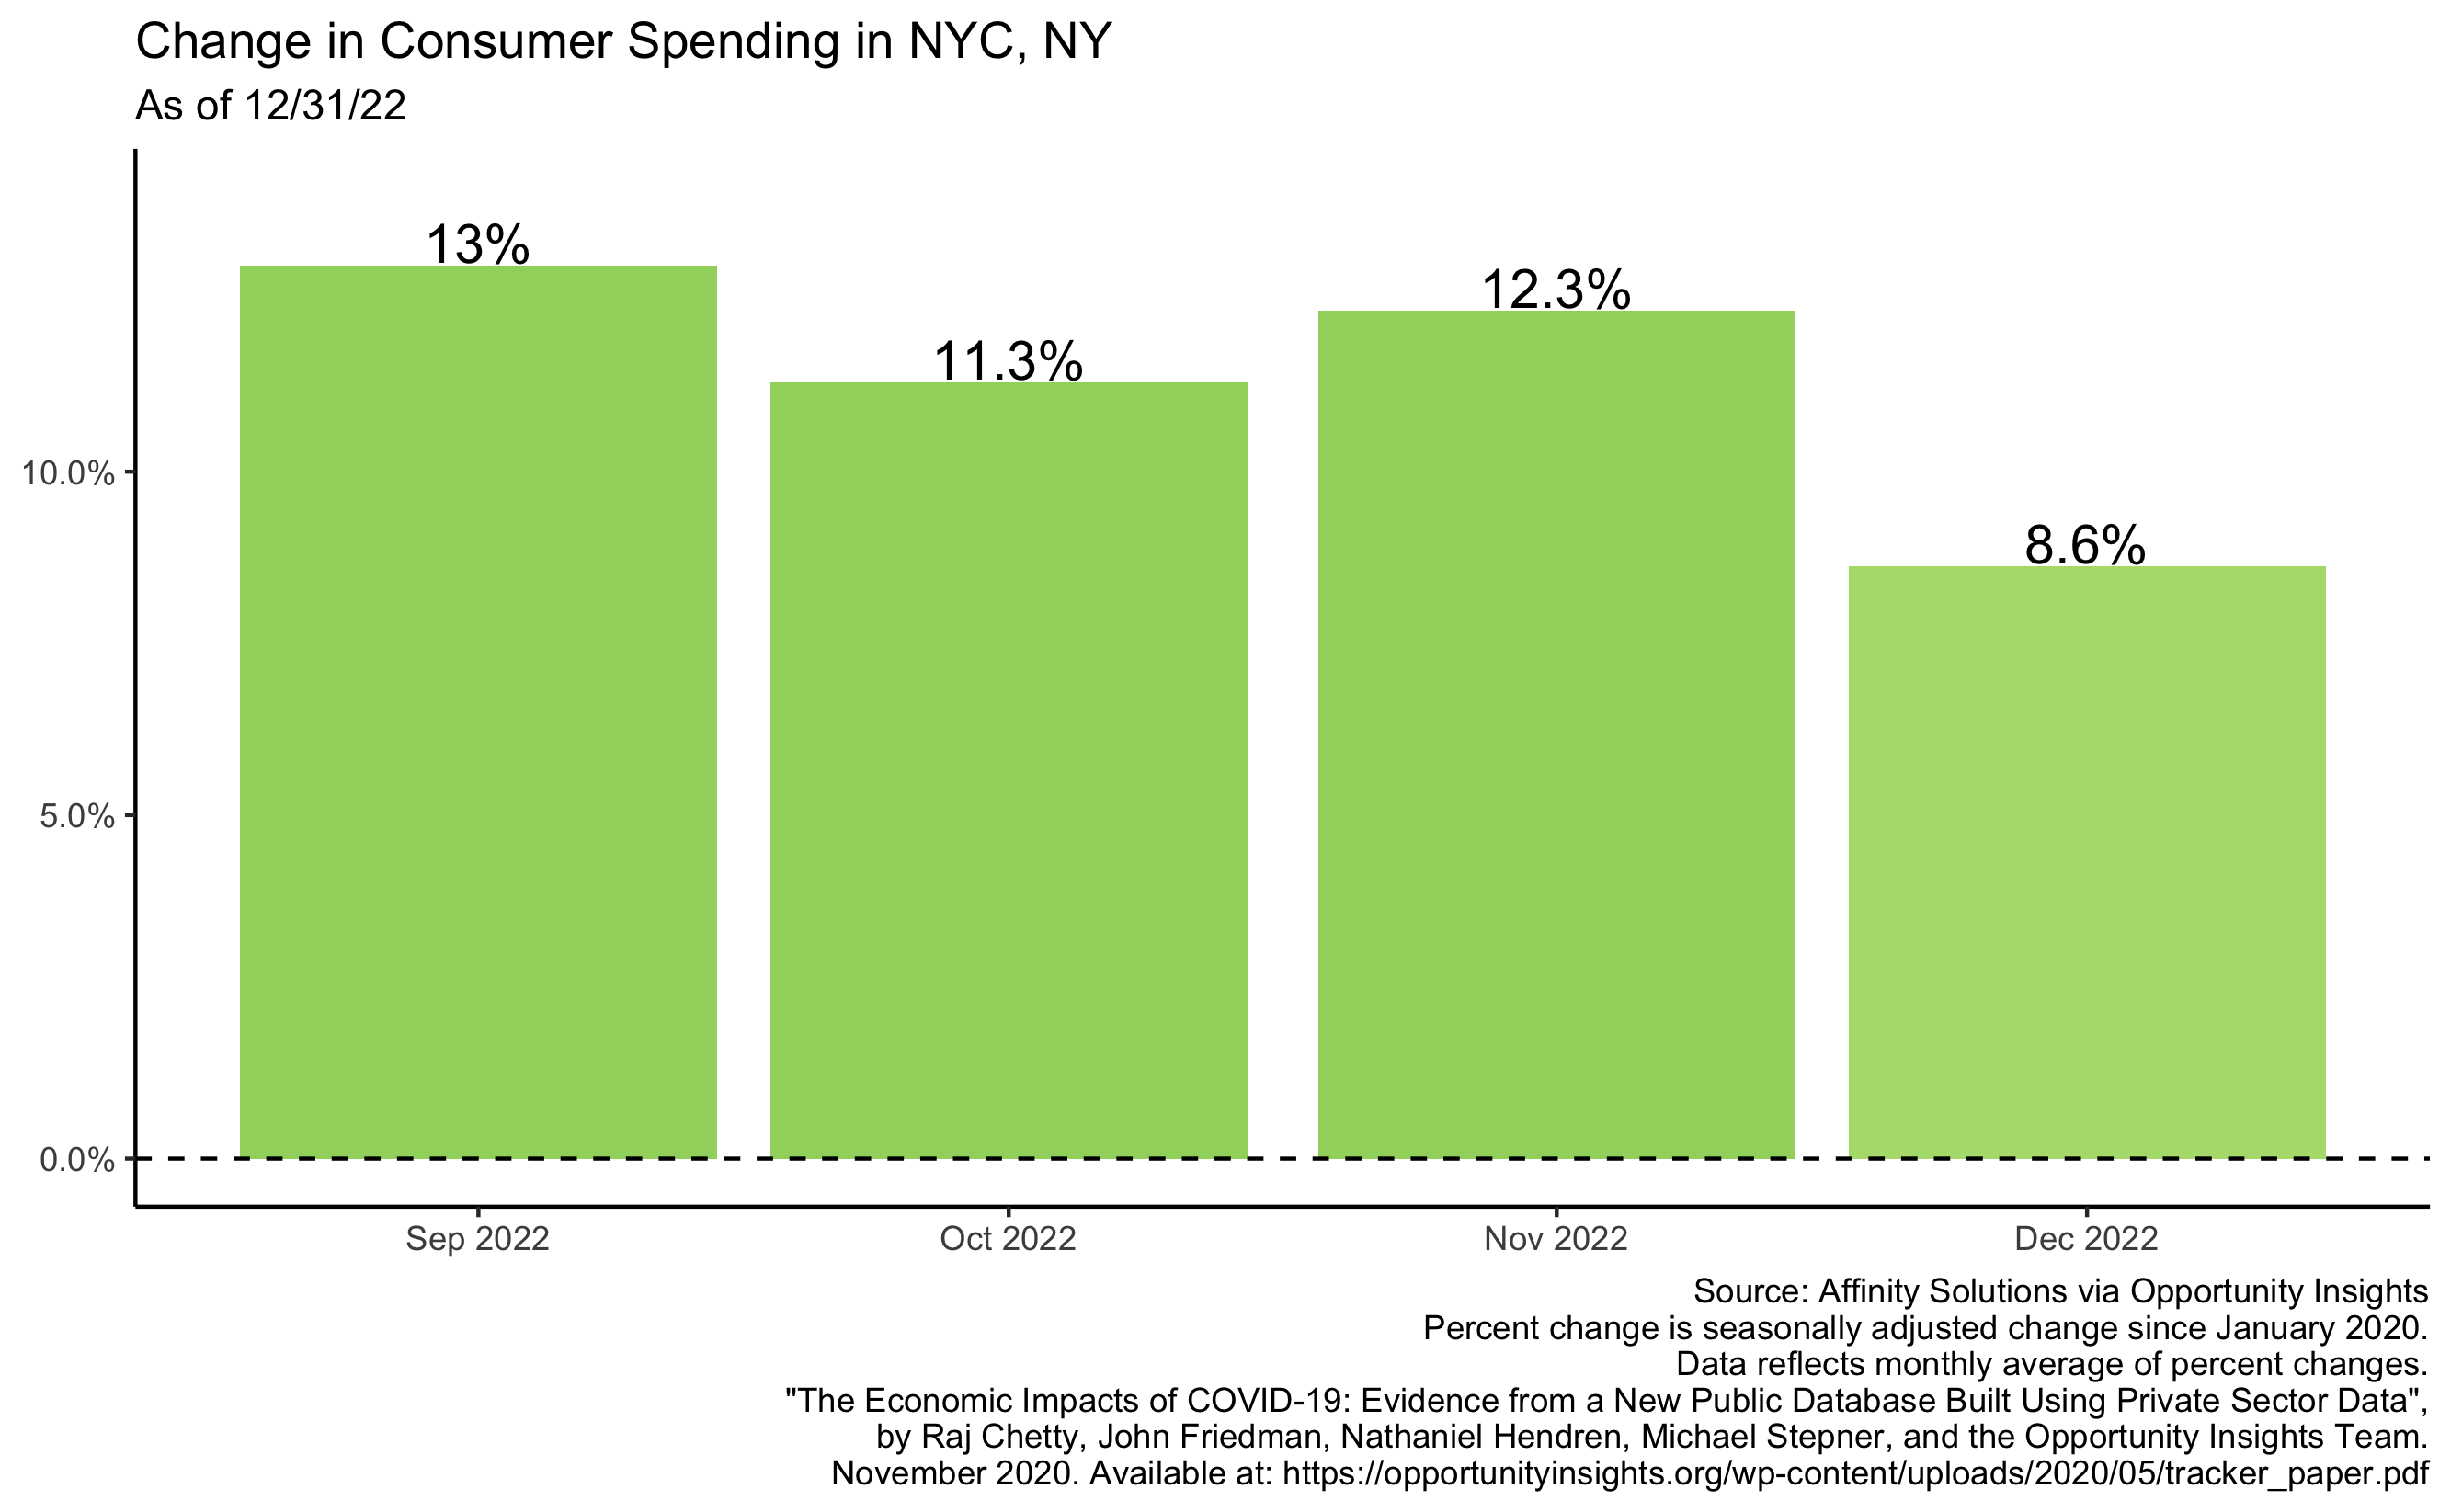 Change in Consumer Spending in NYC, NY
As of 12/31/22
13%
11.3%
12.3%
8.6%
10.0%
5.0%
0.0%
Sep 2022
Oct 2022
Nov 2022
Dec 2022
Source: Affinity Solutions via Opportunity Insights
Percent change is seasonally adjusted change since January 2020.
Data reflects monthly average of percent changes.
"The Economic Impacts of COVID-19: Evidence from a New Public Database Built Using Private Sector Data",
by Raj Chetty, John Friedman, Nathaniel Hendren, Michael Stepner, and the Opportunity Insights Team.
November 2020. Available at: https://opportunityinsights.org/wp-content/uploads/2020/05/tracker_paper.pdf